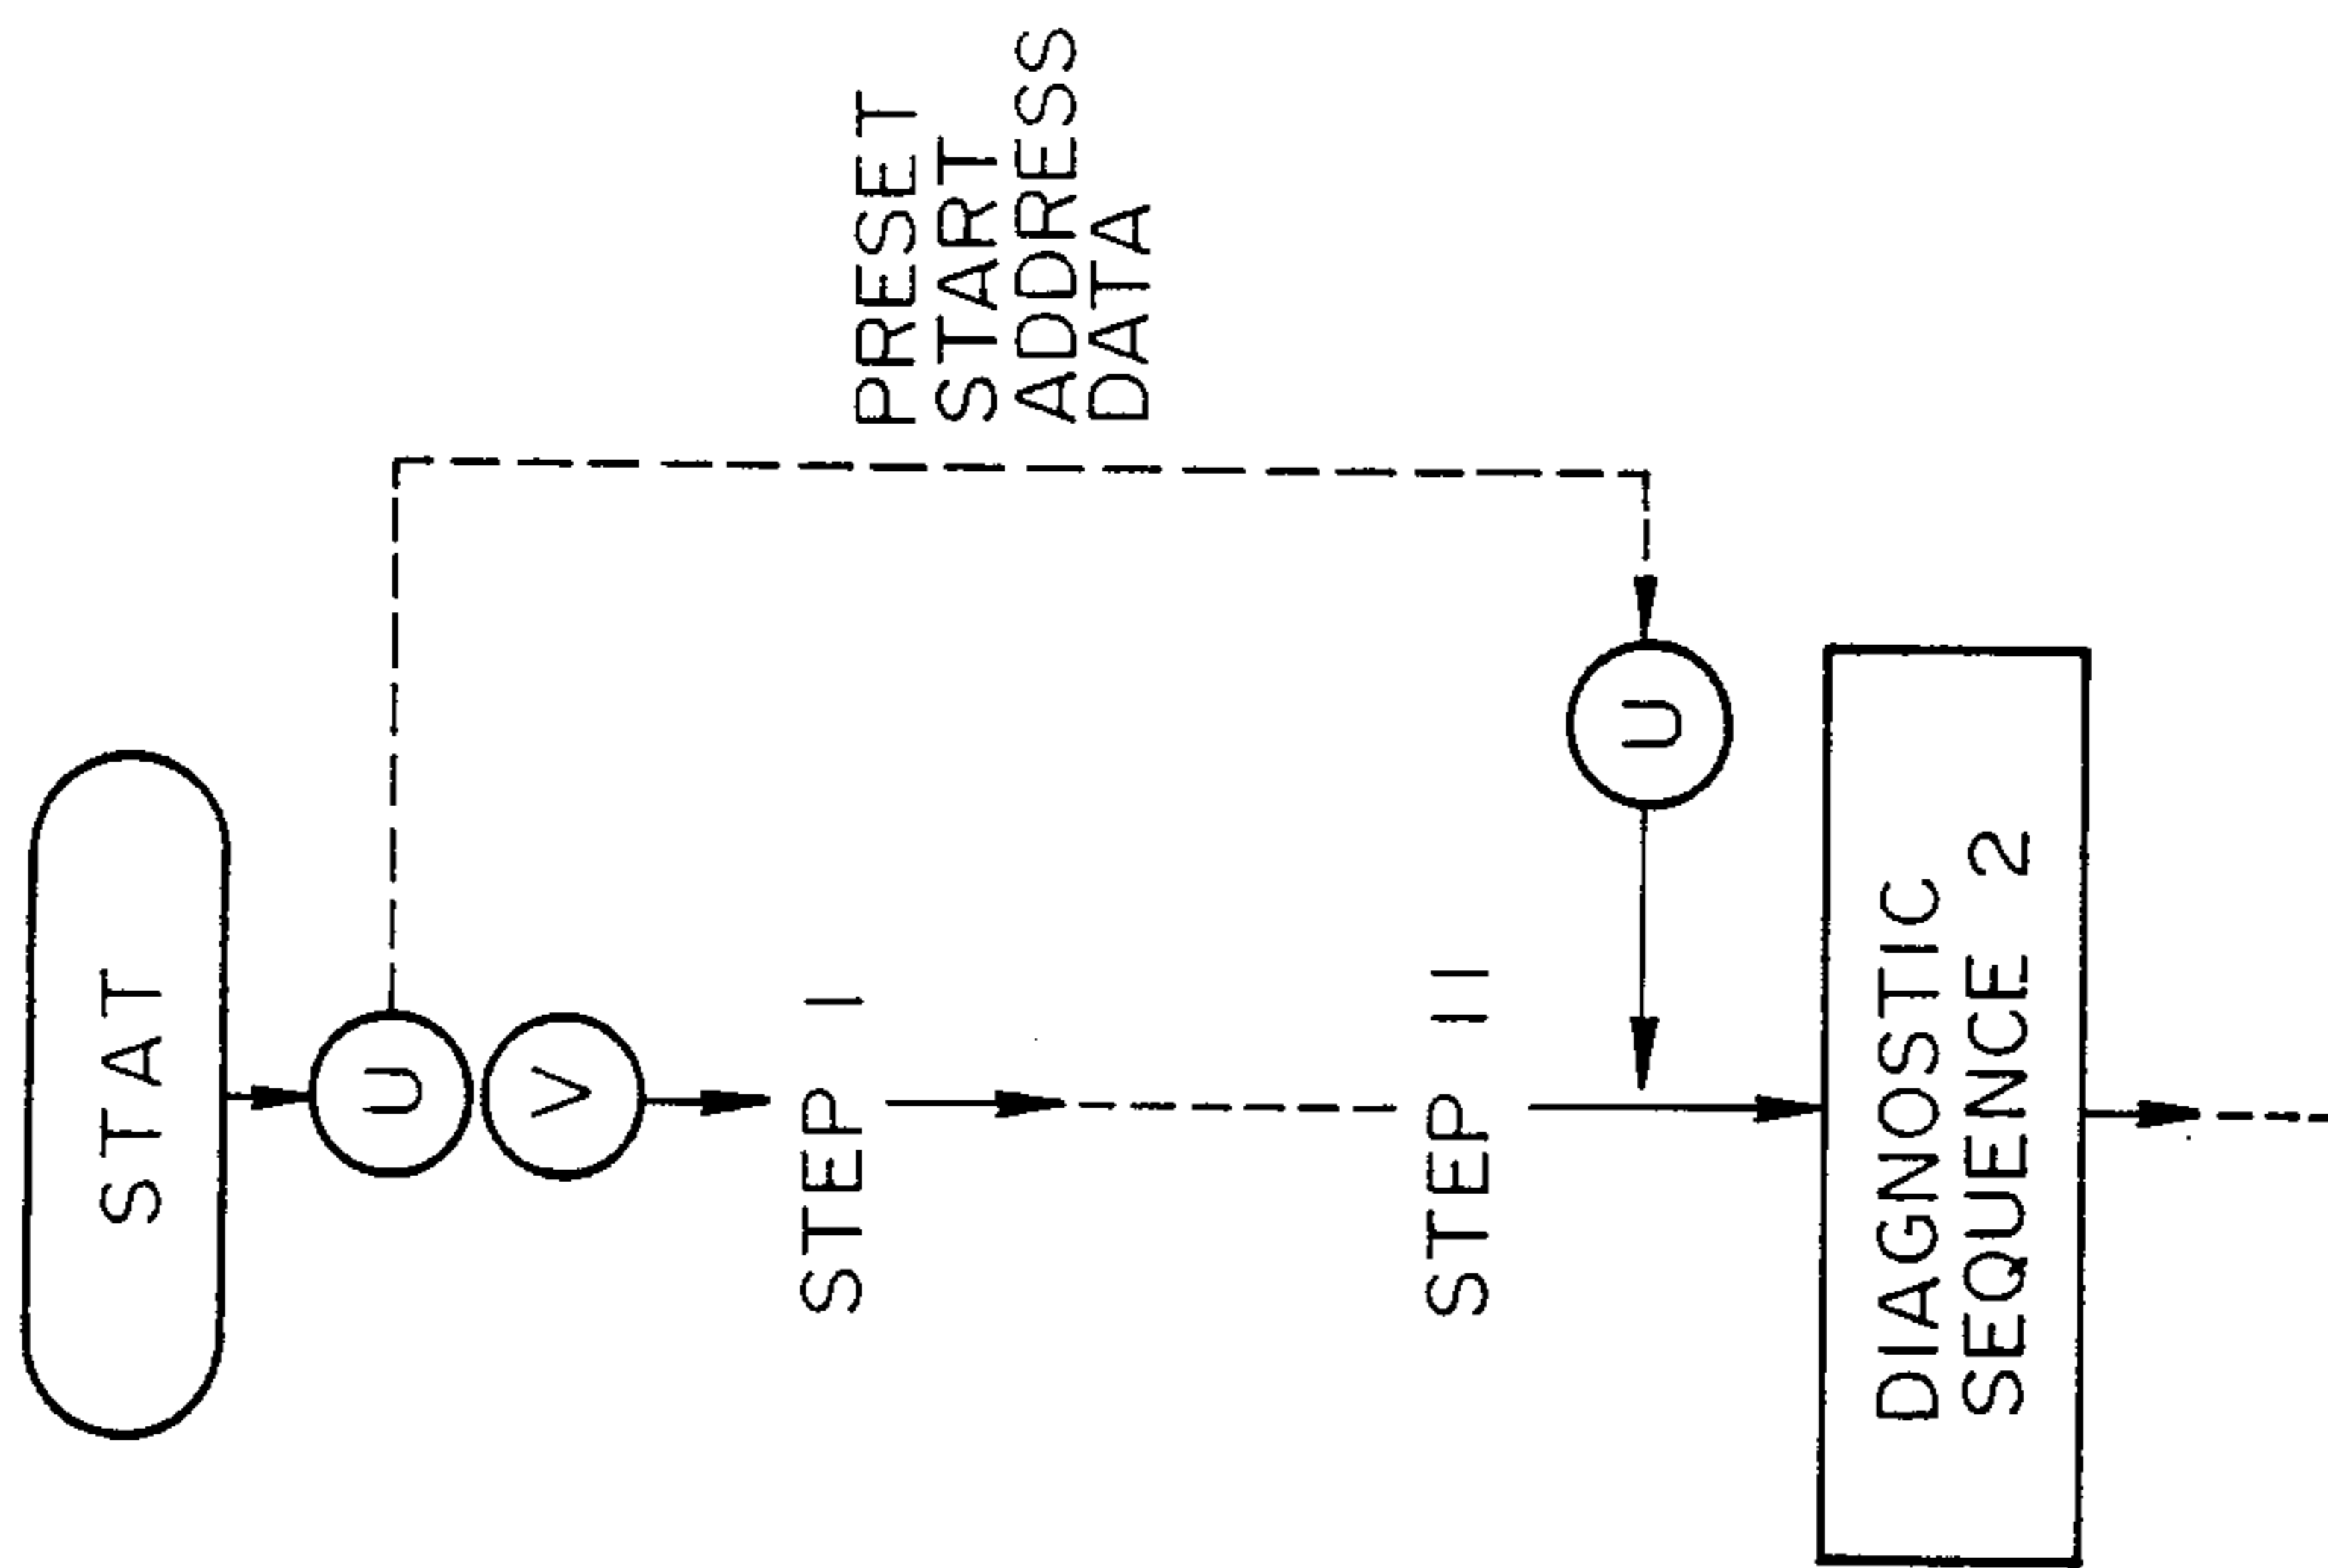 STAT
U
V
STEP I
PRESET
START
ADDRESS
DATA
STEP II
U
DIAGNOSTIC
SEQUENCE 2